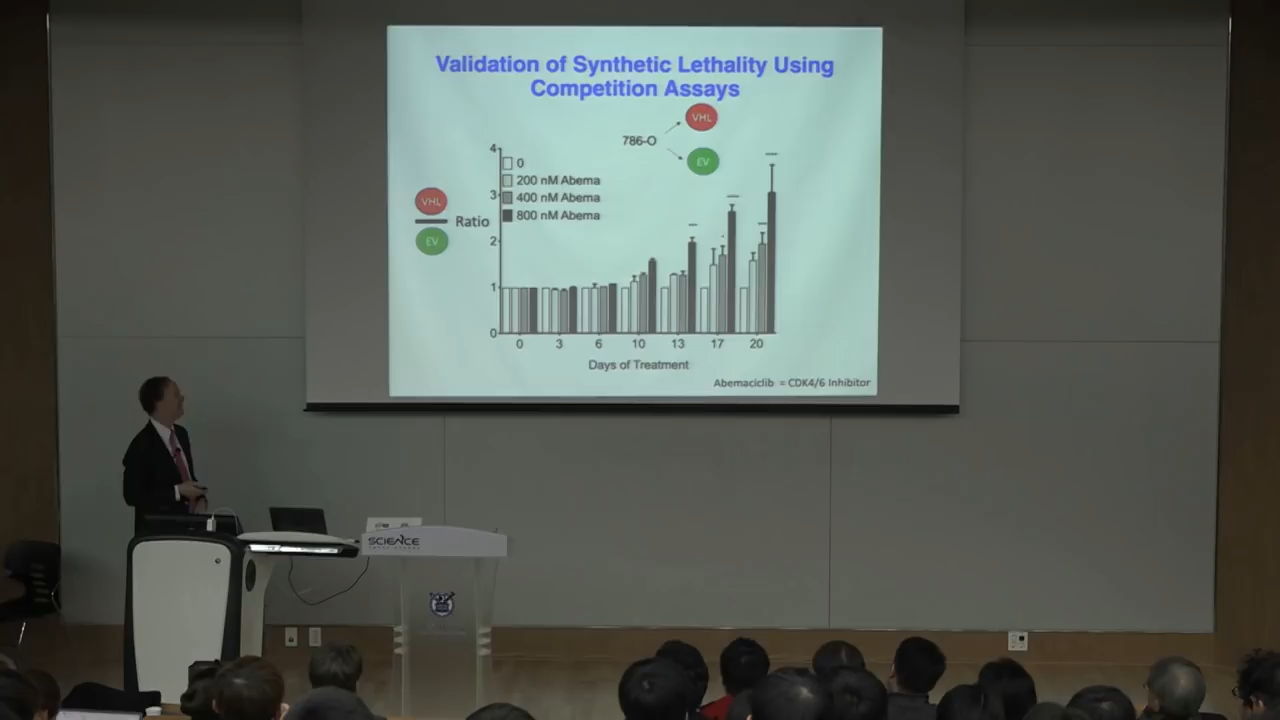 Validation of Synthetic Lethality Using
Competition Assays
VHL
786-O
EV
4
3
2
1
0
0
200 nM Abema
400 nM Abema
800 nM Abema
VHL
Ratio
EV
0 3 6 10 13 17 20
Days of Treatment
Abemaciclib = CDK4/6 Inhibitor
SCIENCE